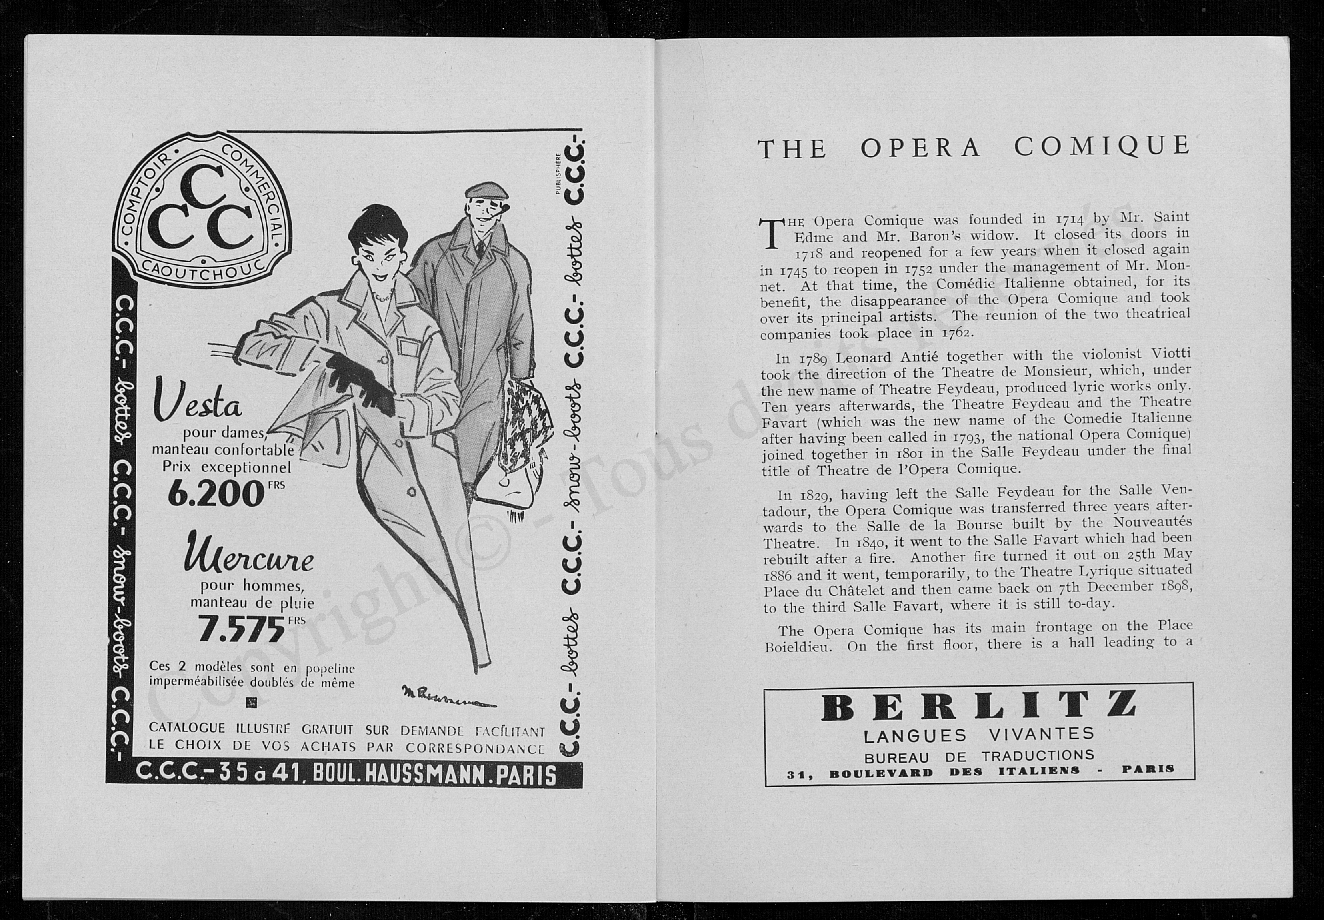 COMPTOIR · COMMERCIAL ·
CAOUTCHOUC
C
C C
PUBLISPHÈRE
C.C.C.- bottes C.C.C.- snow-boots C.C.C.-
C.C.C.- bottes C.C.C.- snow-boots C.C.C.- bottes C.C.C.-
Vesta
pour dames,
manteau confortable
Prix exceptionnel
6.200 FRS
Mercure
pour hommes,
manteau de pluie
7.575 FRS
Ces 2 modèles sont en popeline
imperméabilisée doublés de même
CATALOGUE ILLUSTRÉ GRATUIT SUR DEMANDE FACILITANT
LE CHOIX DE VOS ACHATS PAR CORRESPONDANCE
C.C.C.-35 à 41, BOUL. HAUSSMANN. PARIS
THE OPERA COMIQUE
THE Opera Comique was founded in 1714 by Mr. Saint
Edme and Mr. Baron's widow. It closed its doors in
1718 and reopened for a few years when it closed again
in 1745 to reopen in 1752 under the management of Mr. Mon-
net. At that time, the Comédie Italienne obtained, for its
benefit, the disappearance of the Opera Comique and took
over its principal artists. The reunion of the two theatrical
companies took place in 1762.
In 1789 Leonard Antié together with the violonist Viotti
took the direction of the Theatre de Monsieur, which, under
the new name of Theatre Feydeau, produced lyric works only.
Ten years afterwards, the Theatre Feydeau and the Theatre
Favart (which was the new name of the Comedie Italienne
after having been called in 1793, the national Opera Comique)
joined together in 1801 in the Salle Feydeau under the final
title of Theatre de l'Opera Comique.
In 1829, having left the Salle Feydeau for the Salle Ven-
tadour, the Opera Comique was transferred three years after-
wards to the Salle de la Bourse built by the Nouveautés
Theatre. In 1840, it went to the Salle Favart which had been
rebuilt after a fire. Another fire turned it out on 25th May
1886 and it went, temporarily, to the Theatre Lyrique situated
Place du Châtelet and then came back on 7th December 1898,
to the third Salle Favart, where it is still to-day.
The Opera Comique has its main frontage on the Place
Boieldieu. On the first floor, there is a hall leading to a
BERLITZ
LANGUES VIVANTES
BUREAU DE TRADUCTIONS
31, BOULEVARD DES ITALIENS - PARIS
Copyright © - Tous droits réservés